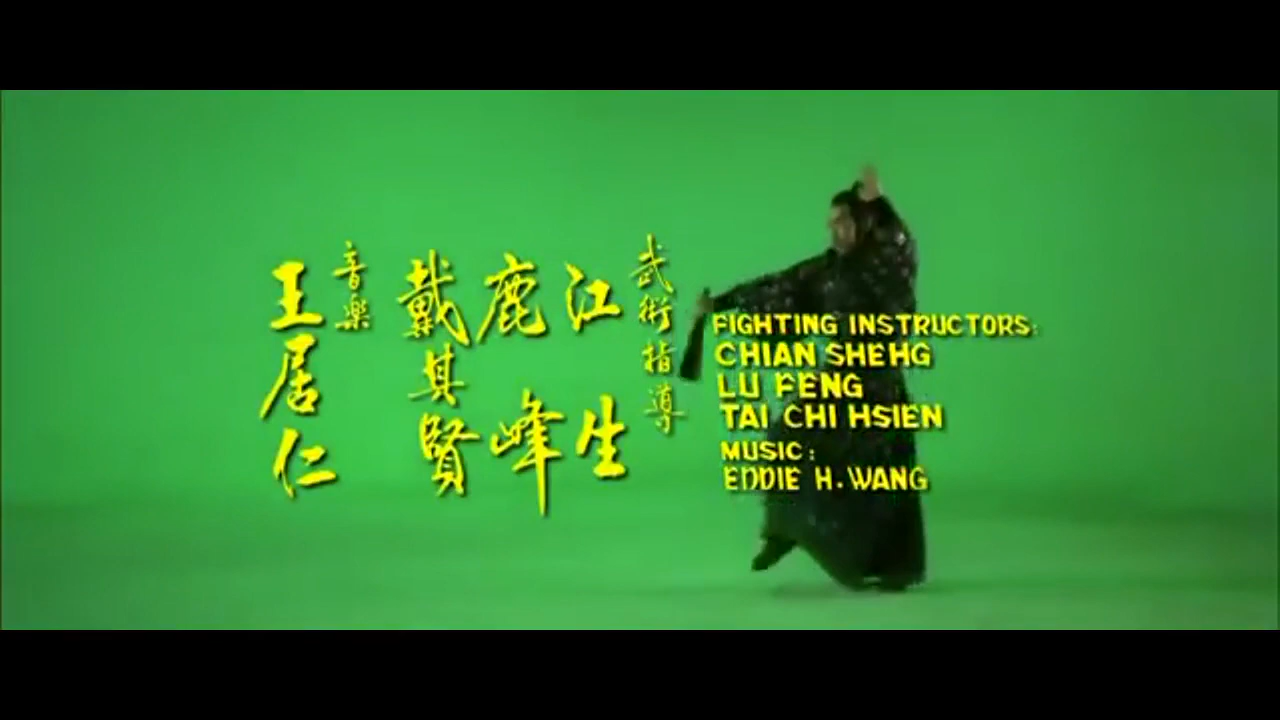 武術指導
江生
鹿峰
戴其賢
音樂
王居仁
FIGHTING INSTRUCTORS:
CHIAN SHEHG
LU FENG
TAI CHI HSIEN
MUSIC:
EDDIE H. WANG